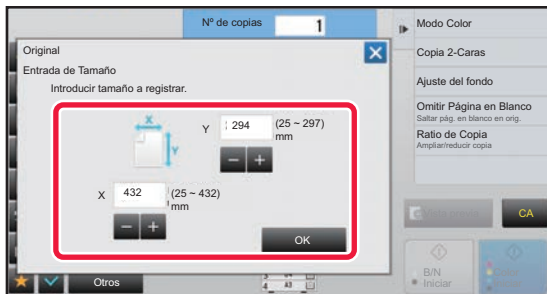 Nº de copias 1
Modo Color
Original
Copia 2-Caras
Entrada de Tamaño
Introducir tamaño a registrar.
Ajuste del fondo
Omitir Página en Blanco
Saltar pág. en blanco en orig.
Ratio de Copia
Ampliar/reducir copia
X
Y
Y 294 (25 ~ 297)
mm
X 432 (25 ~ 432)
mm
OK
CA
B/N
Iniciar
Otros
4 A3